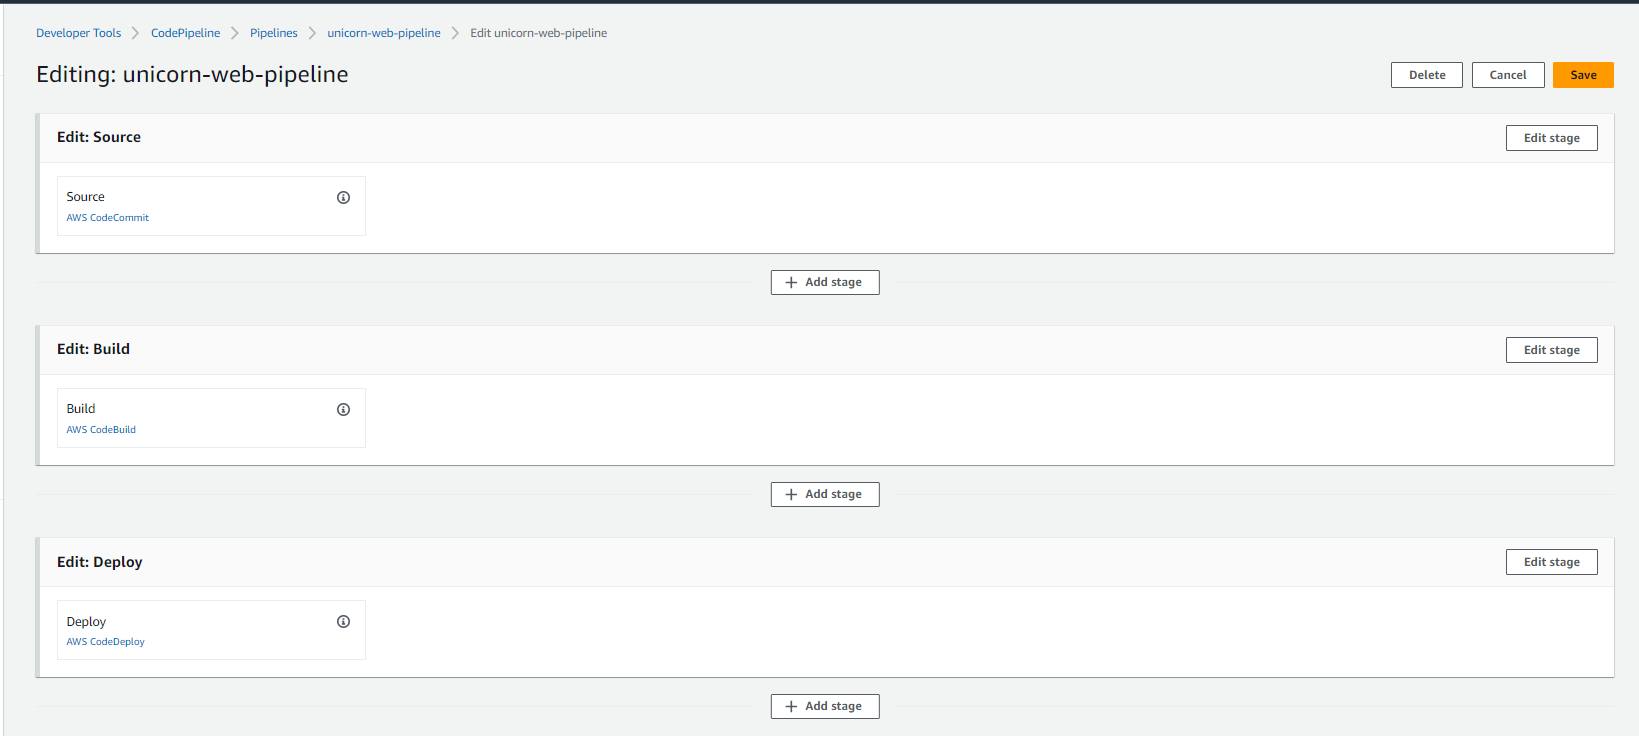 Developer Tools > CodePipeline > Pipelines > unicorn-web-pipeline > Edit unicorn-web-pipeline
Editing: unicorn-web-pipeline
Delete Cancel Save
Edit: Source
Edit stage
Source
AWS CodeCommit
+ Add stage
Edit: Build
Edit stage
Build
AWS CodeBuild
+ Add stage
Edit: Deploy
Edit stage
Deploy
AWS CodeDeploy
+ Add stage